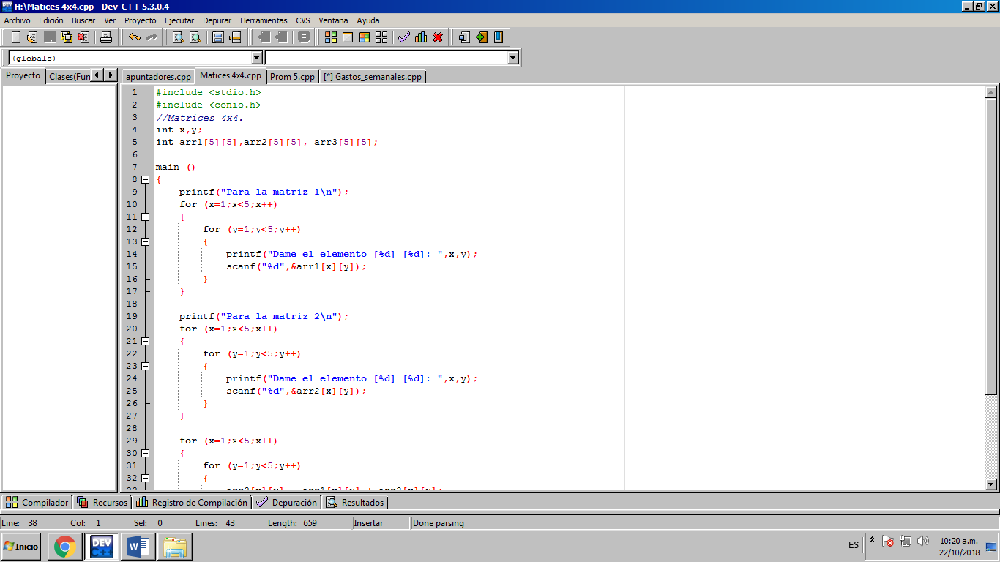 H:\Matices 4x4.cpp - Dev-C++ 5.3.0.4
Archivo Edición Buscar Ver Proyecto Ejecutar Depurar Herramientas CVS Ventana Ayuda
(globals)
Proyecto Clases(Fun apuntadores.cpp Matices 4x4.cpp Prom 5.cpp [*] Gastos_semanales.cpp
1 #include <stdio.h>
2 #include <conio.h>
3 //Matrices 4x4.
4 int x,y;
5 int arr1[5][5],arr2[5][5], arr3[5][5];
6
7 main ()
8 {
9 printf("Para la matriz 1\n");
10 for (x=1;x<5;x++)
11 {
12 for (y=1;y<5;y++)
13 {
14 printf("Dame el elemento [%d] [%d]: ",x,y);
15 scanf("%d",&arr1[x][y]);
16 }
17 }
18
19 printf("Para la matriz 2\n");
20 for (x=1;x<5;x++)
21 {
22 for (y=1;y<5;y++)
23 {
24 printf("Dame el elemento [%d] [%d]: ",x,y);
25 scanf("%d",&arr2[x][y]);
26 }
27 }
28
29 for (x=1;x<5;x++)
30 {
31 for (y=1;y<5;y++)
32 {
33 arr3[x][y] = arr1[x][y] + arr2[x][y];
Compilador Recursos Registro de Compilación Depuración Resultados
Line: 38 Col: 1 Sel: 0 Lines: 43 Length: 659 Insertar Done parsing
Inicio DEV C++ W ES 10:20 a.m.
22/10/2018